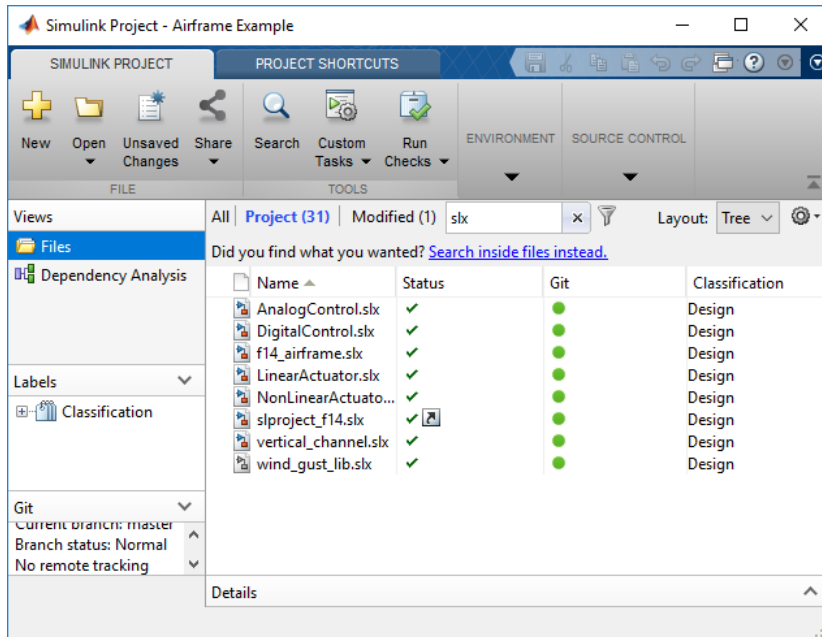 Simulink Project - Airframe Example
SIMULINK PROJECT PROJECT SHORTCUTS
New Open Unsaved Changes Share Search Custom Tasks Run Checks ENVIRONMENT SOURCE CONTROL
FILE TOOLS
Views
Files
Dependency Analysis
Labels
Classification
Git
Current branch: master
Branch status: Normal
No remote tracking
All Project (31) Modified (1) slx Layout: Tree
Did you find what you wanted? Search inside files instead.
Name Status Git Classification
AnalogControl.slx Design
DigitalControl.slx Design
f14_airframe.slx Design
LinearActuator.slx Design
NonLinearActuato... Design
slproject_f14.slx Design
vertical_channel.slx Design
wind_gust_lib.slx Design
Details